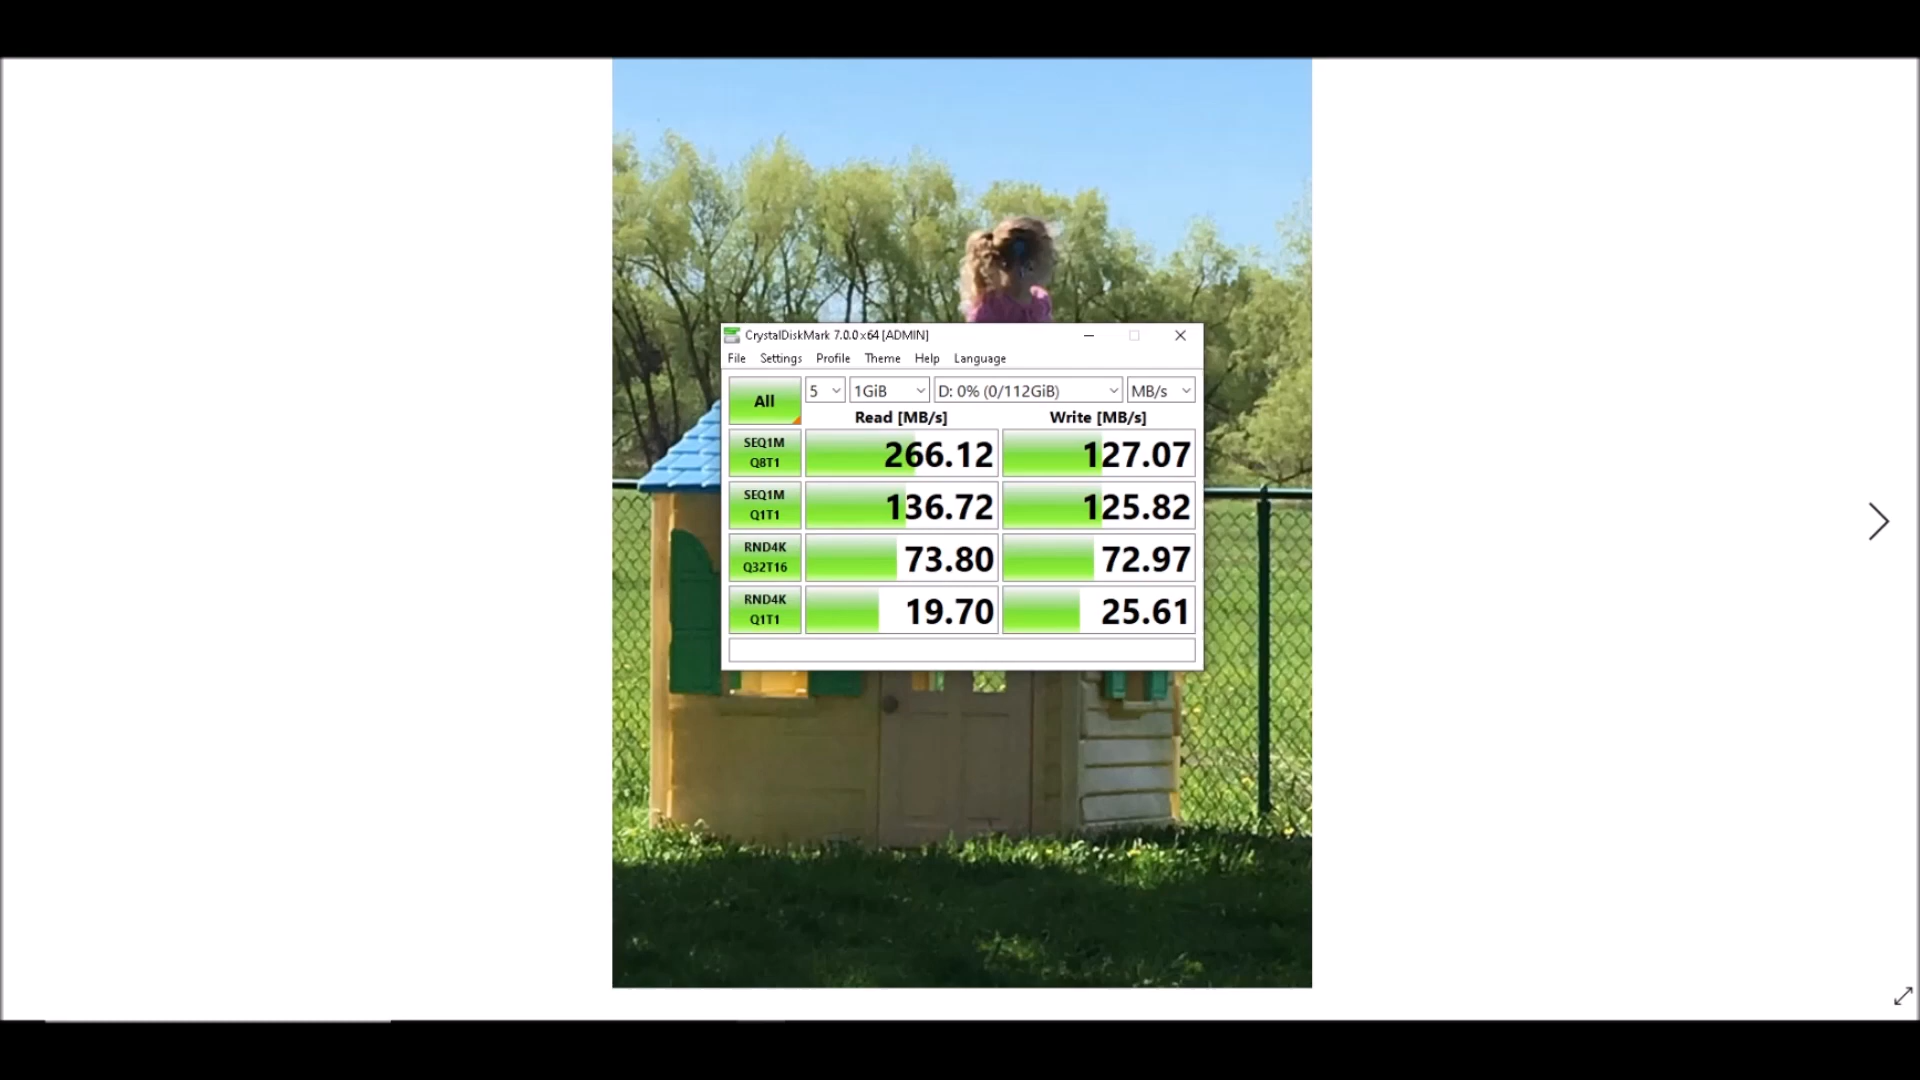 CrystalDiskMark 7.0.0 x64 [ADMIN]
File Settings Profile Theme Help Language
All 5 1GiB D: 0% (0/112GiB) MB/s
Read [MB/s] Write [MB/s]
SEQ1M
Q8T1
266.12 127.07
SEQ1M
Q1T1
136.72 125.82
RND4K
Q32T16
73.80 72.97
RND4K
Q1T1
19.70 25.61